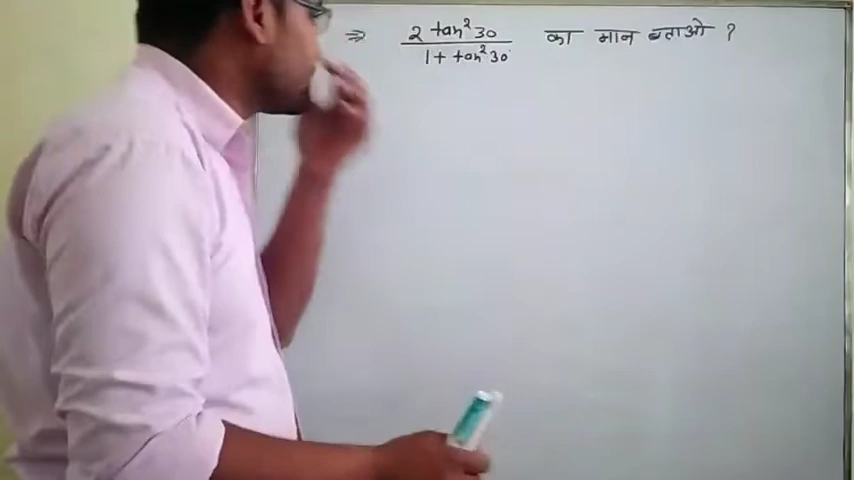 ⇒ 2 tan²30 / 1 + tan²30 का मान बताओ ?